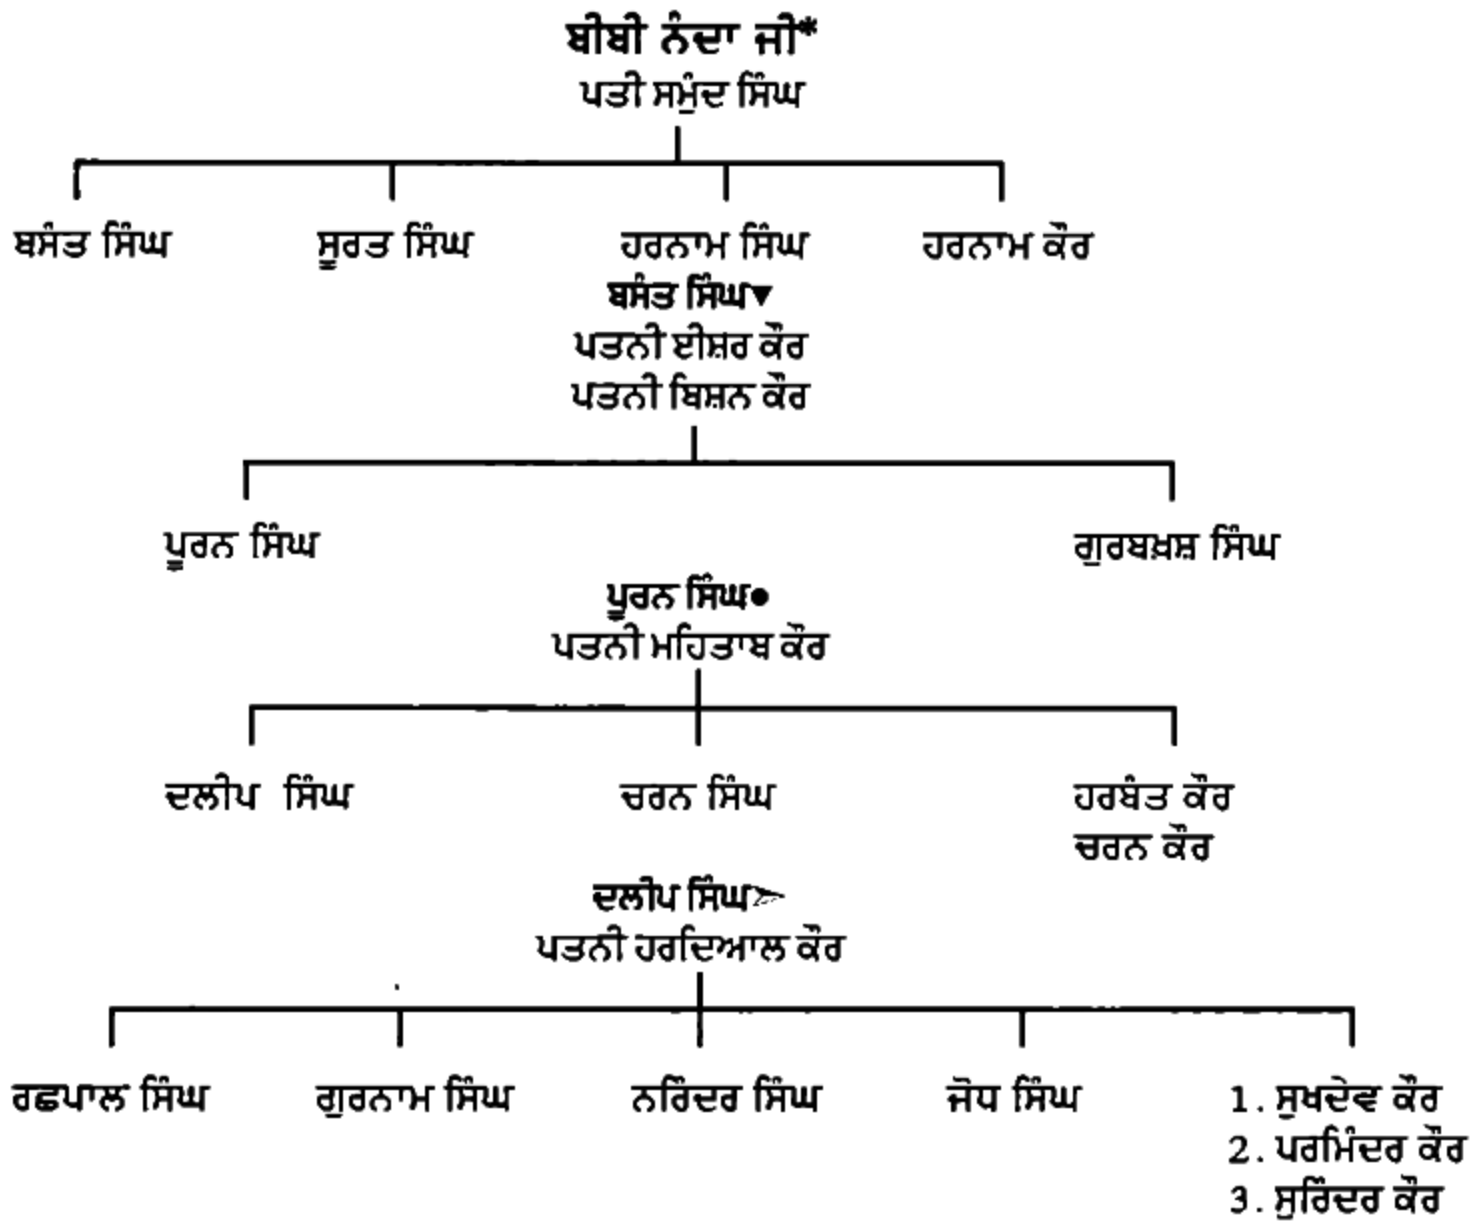 ਬੀਬੀ ਨੰਦਾ ਜੀ*
ਪਤੀ ਸਮੁੰਦ ਸਿੰਘ
ਬਸੰਤ ਸਿੰਘ ਸੂਰਤ ਸਿੰਘ ਹਰਨਾਮ ਸਿੰਘ ਹਰਨਾਮ ਕੌਰ
ਬਸੰਤ ਸਿੰਘ▼
ਪਤਨੀ ਈਸ਼ਰ ਕੌਰ
ਪਤਨੀ ਬਿਸ਼ਨ ਕੌਰ
ਪੂਰਨ ਸਿੰਘ ਗੁਰਬਖ਼ਸ਼ ਸਿੰਘ
ਪੂਰਨ ਸਿੰਘ●
ਪਤਨੀ ਮਹਿਤਾਬ ਕੌਰ
ਦਲੀਪ ਸਿੰਘ ਚਰਨ ਸਿੰਘ ਹਰਬੰਤ ਕੌਰ
ਚਰਨ ਕੌਰ
ਦਲੀਪ ਸਿੰਘ➢
ਪਤਨੀ ਹਰਦਿਆਲ ਕੌਰ
ਰਛਪਾਲ ਸਿੰਘ ਗੁਰਨਾਮ ਸਿੰਘ ਨਰਿੰਦਰ ਸਿੰਘ ਜੋਧ ਸਿੰਘ 1. ਸੁਖਦੇਵ ਕੌਰ
2. ਪਰਮਿੰਦਰ ਕੌਰ
3. ਸੁਰਿੰਦਰ ਕੌਰ